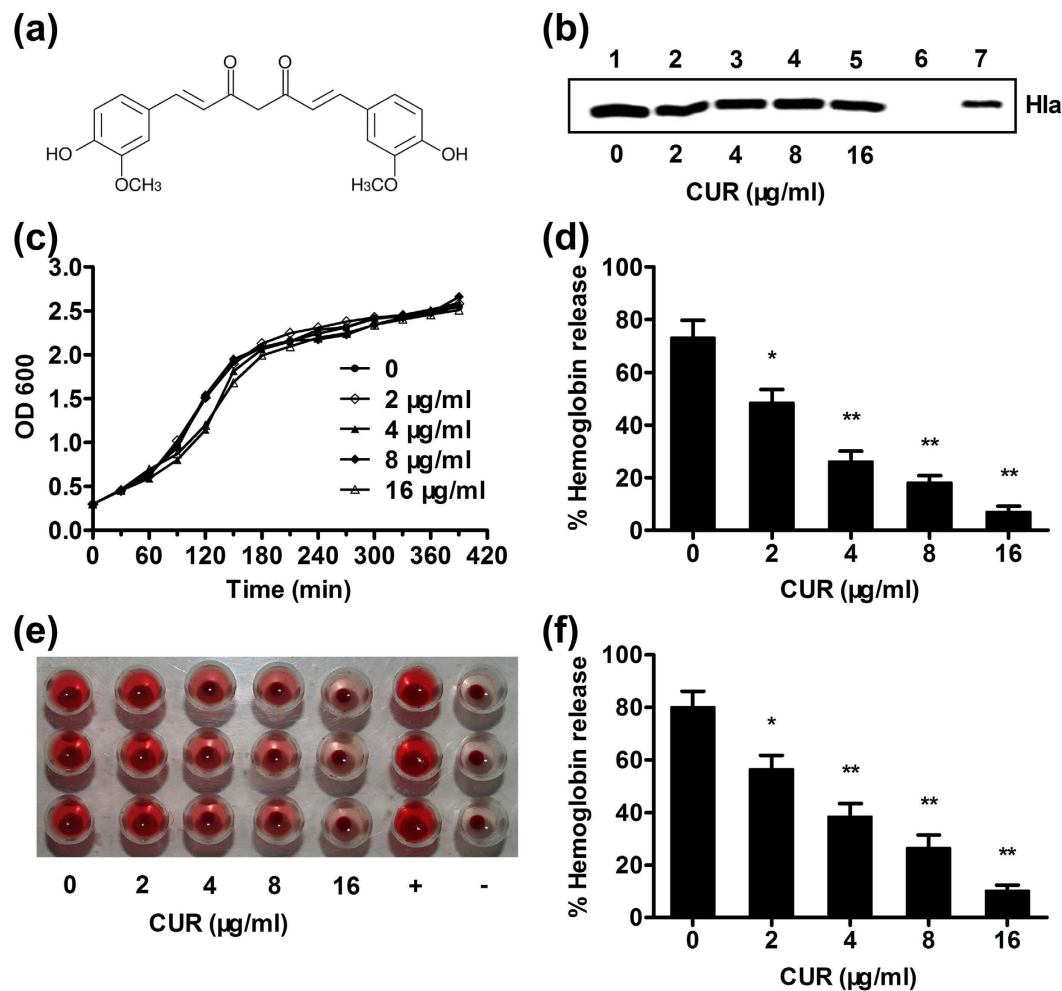 (a)
O O
HO OCH3 H3CO OH
(b)
1 2 3 4 5 6 7
Hla
0 2 4 8 16
CUR (µg/ml)
(c)
3.0
2.5
2.0
1.5
1.0
0.5
0.0
OD 600
0
2 µg/ml
4 µg/ml
8 µg/ml
16 µg/ml
0 60 120 180 240 300 360 420
Time (min)
(d)
100
80
60
40
20
0
% Hemoglobin release
* ** ** **
0 2 4 8 16
CUR (µg/ml)
(e)
0 2 4 8 16 + -
CUR (µg/ml)
(f)
100
80
60
40
20
0
% Hemoglobin release
* ** ** **
0 2 4 8 16
CUR (µg/ml)